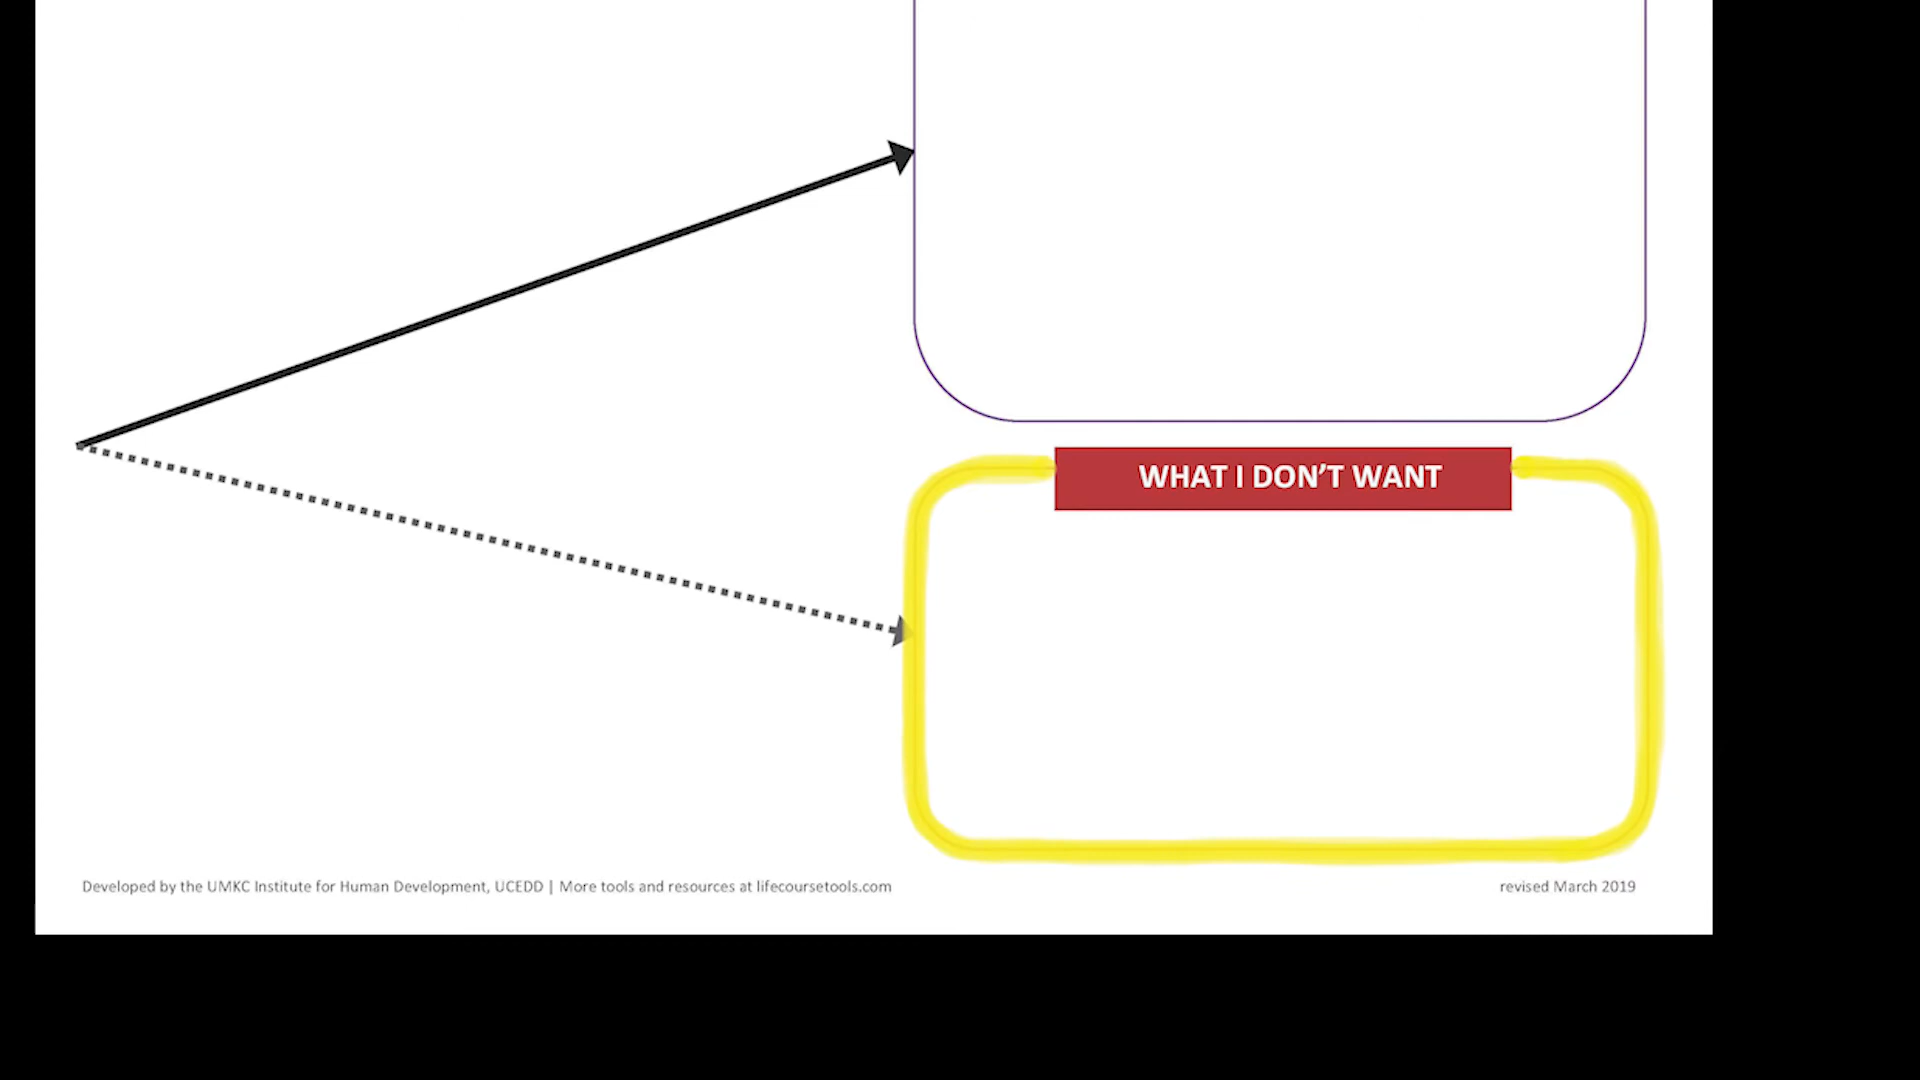 WHAT I DON’T WANT
Developed by the UMKC Institute for Human Development, UCEDD | More tools and resources at lifecoursetools.com
revised March 2019